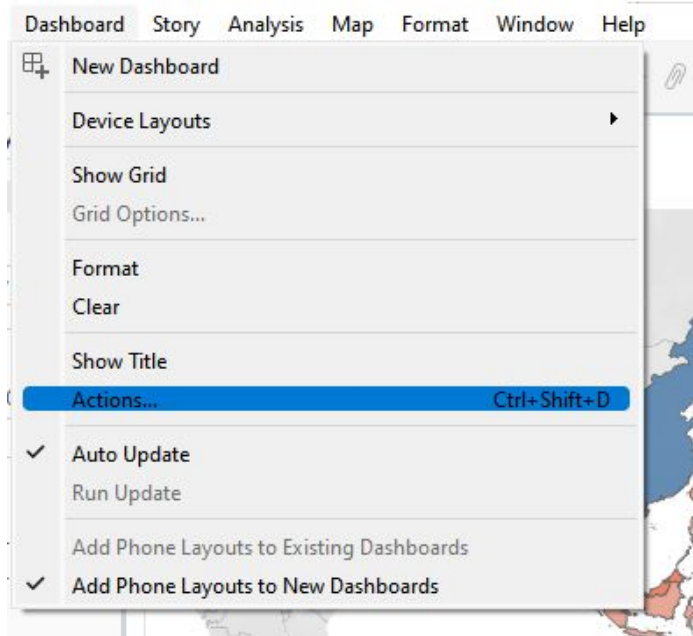 Dashboard Story Analysis Map Format Window Help
New Dashboard
Device Layouts
Show Grid
Grid Options...
Format
Clear
Show Title
Actions... Ctrl+Shift+D
Auto Update
Run Update
Add Phone Layouts to Existing Dashboards
Add Phone Layouts to New Dashboards